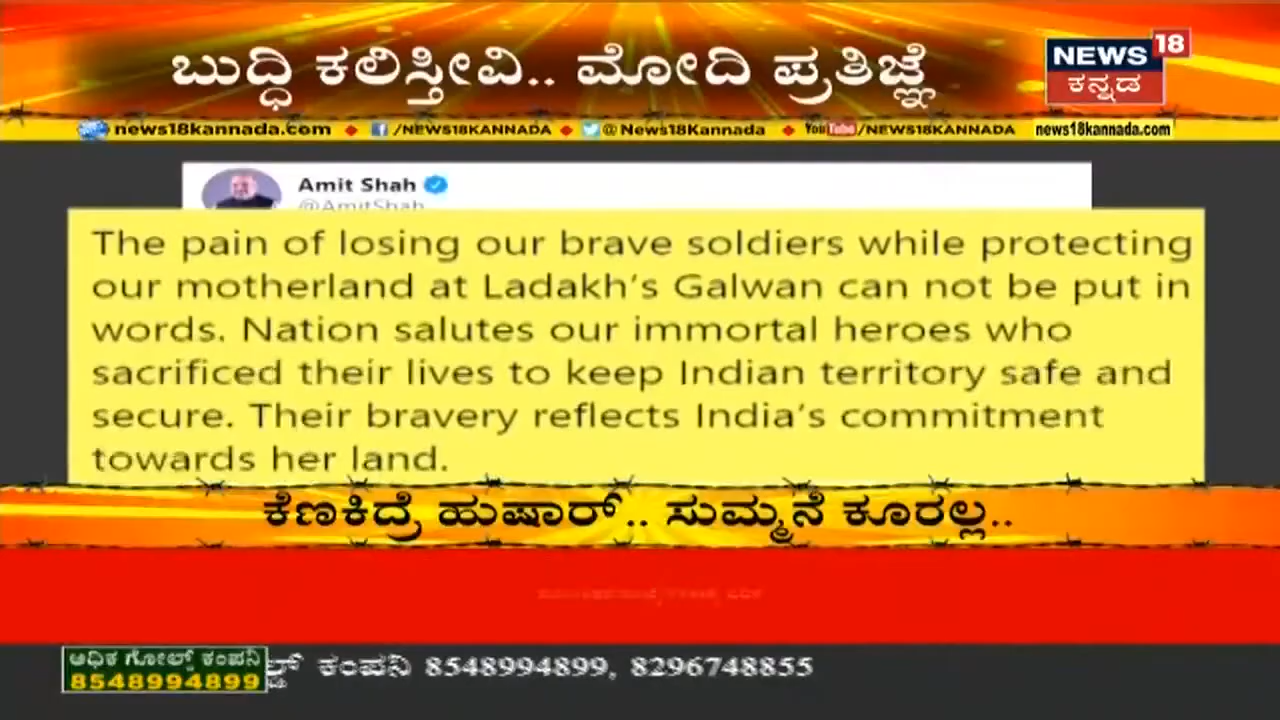 ಬುದ್ಧಿ ಕಲಿಸ್ತೀವಿ.. ಮೋದಿ ಪ್ರತಿಜ್ಞೆ
NEWS 18
ಕನ್ನಡ
news18kannada.com /NEWS18KANNADA @News18Kannada YouTube/NEWS18KANNADA news18kannada.com
Amit Shah
@AmitShah
The pain of losing our brave soldiers while protecting
our motherland at Ladakh's Galwan can not be put in
words. Nation salutes our immortal heroes who
sacrificed their lives to keep Indian territory safe and
secure. Their bravery reflects India's commitment
towards her land.
ಕೆಣಕಿದ್ರೆ ಹುಷಾರ್.. ಸುಮ್ಮನೆ ಕೂರಲ್ಲ..
ಅಧಿಕ ಗೋಲ್ಡ್ ಕಂಪನಿ
8548994899
ಕಂಪನಿ 8548994899, 8296748855